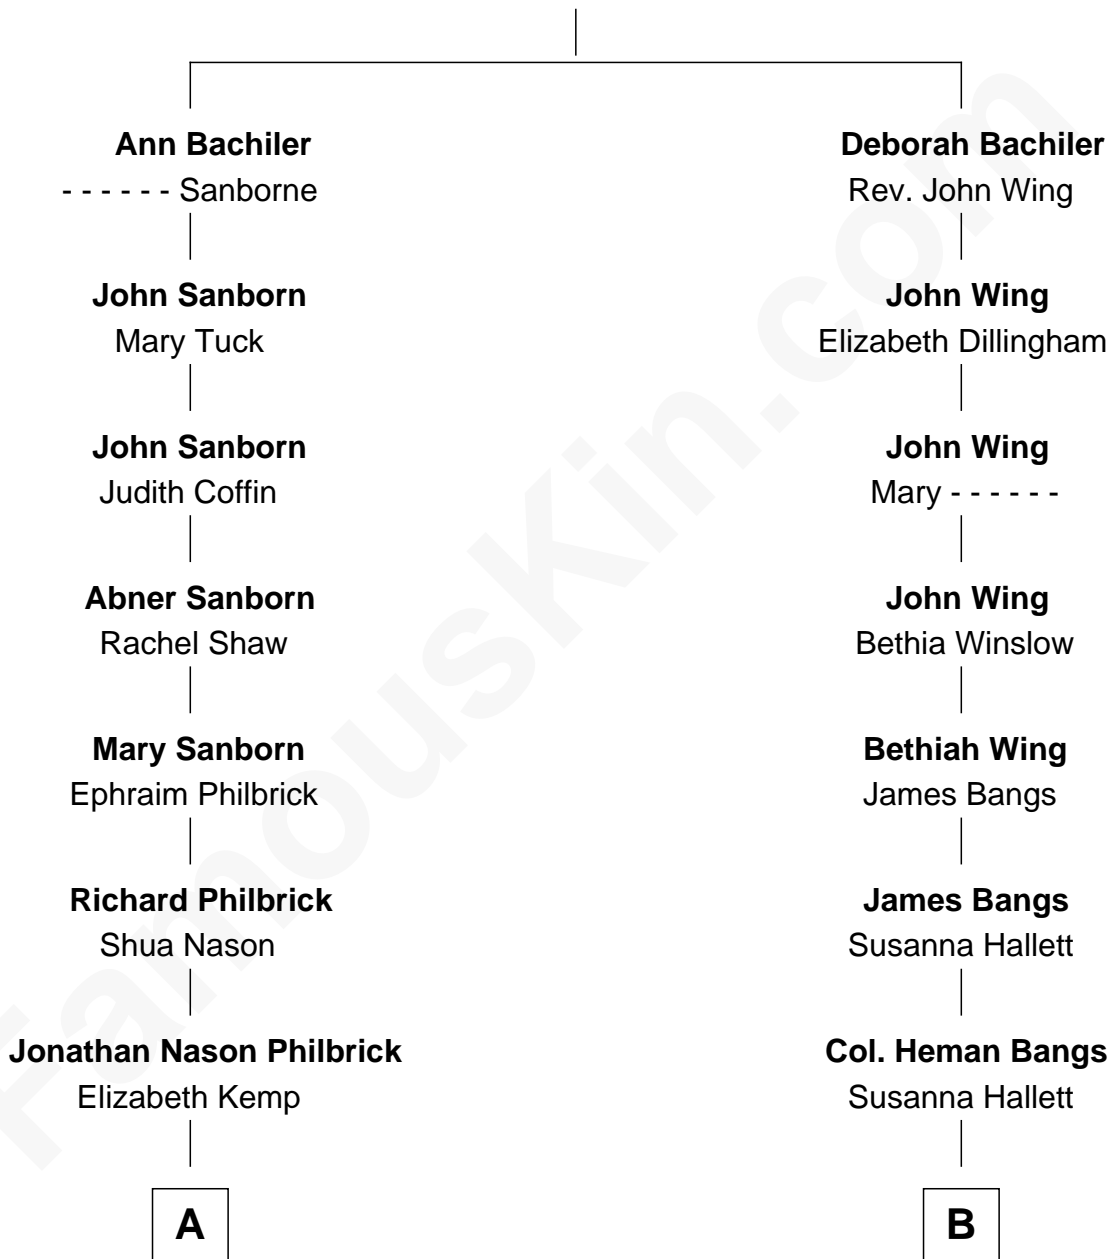 Ann Bachiler
- - - - - - Sanborne
John Sanborn
Mary Tuck
John Sanborn
Judith Coffin
Abner Sanborn
Rachel Shaw
Mary Sanborn
Ephraim Philbrick
Richard Philbrick
Shua Nason
Jonathan Nason Philbrick
Elizabeth Kemp
A
Deborah Bachiler
Rev. John Wing
John Wing
Elizabeth Dillingham
John Wing
Mary - - - - - -
John Wing
Bethia Winslow
Bethiah Wing
James Bangs
James Bangs
Susanna Hallett
Col. Heman Bangs
Susanna Hallett
B
FamousKin.com